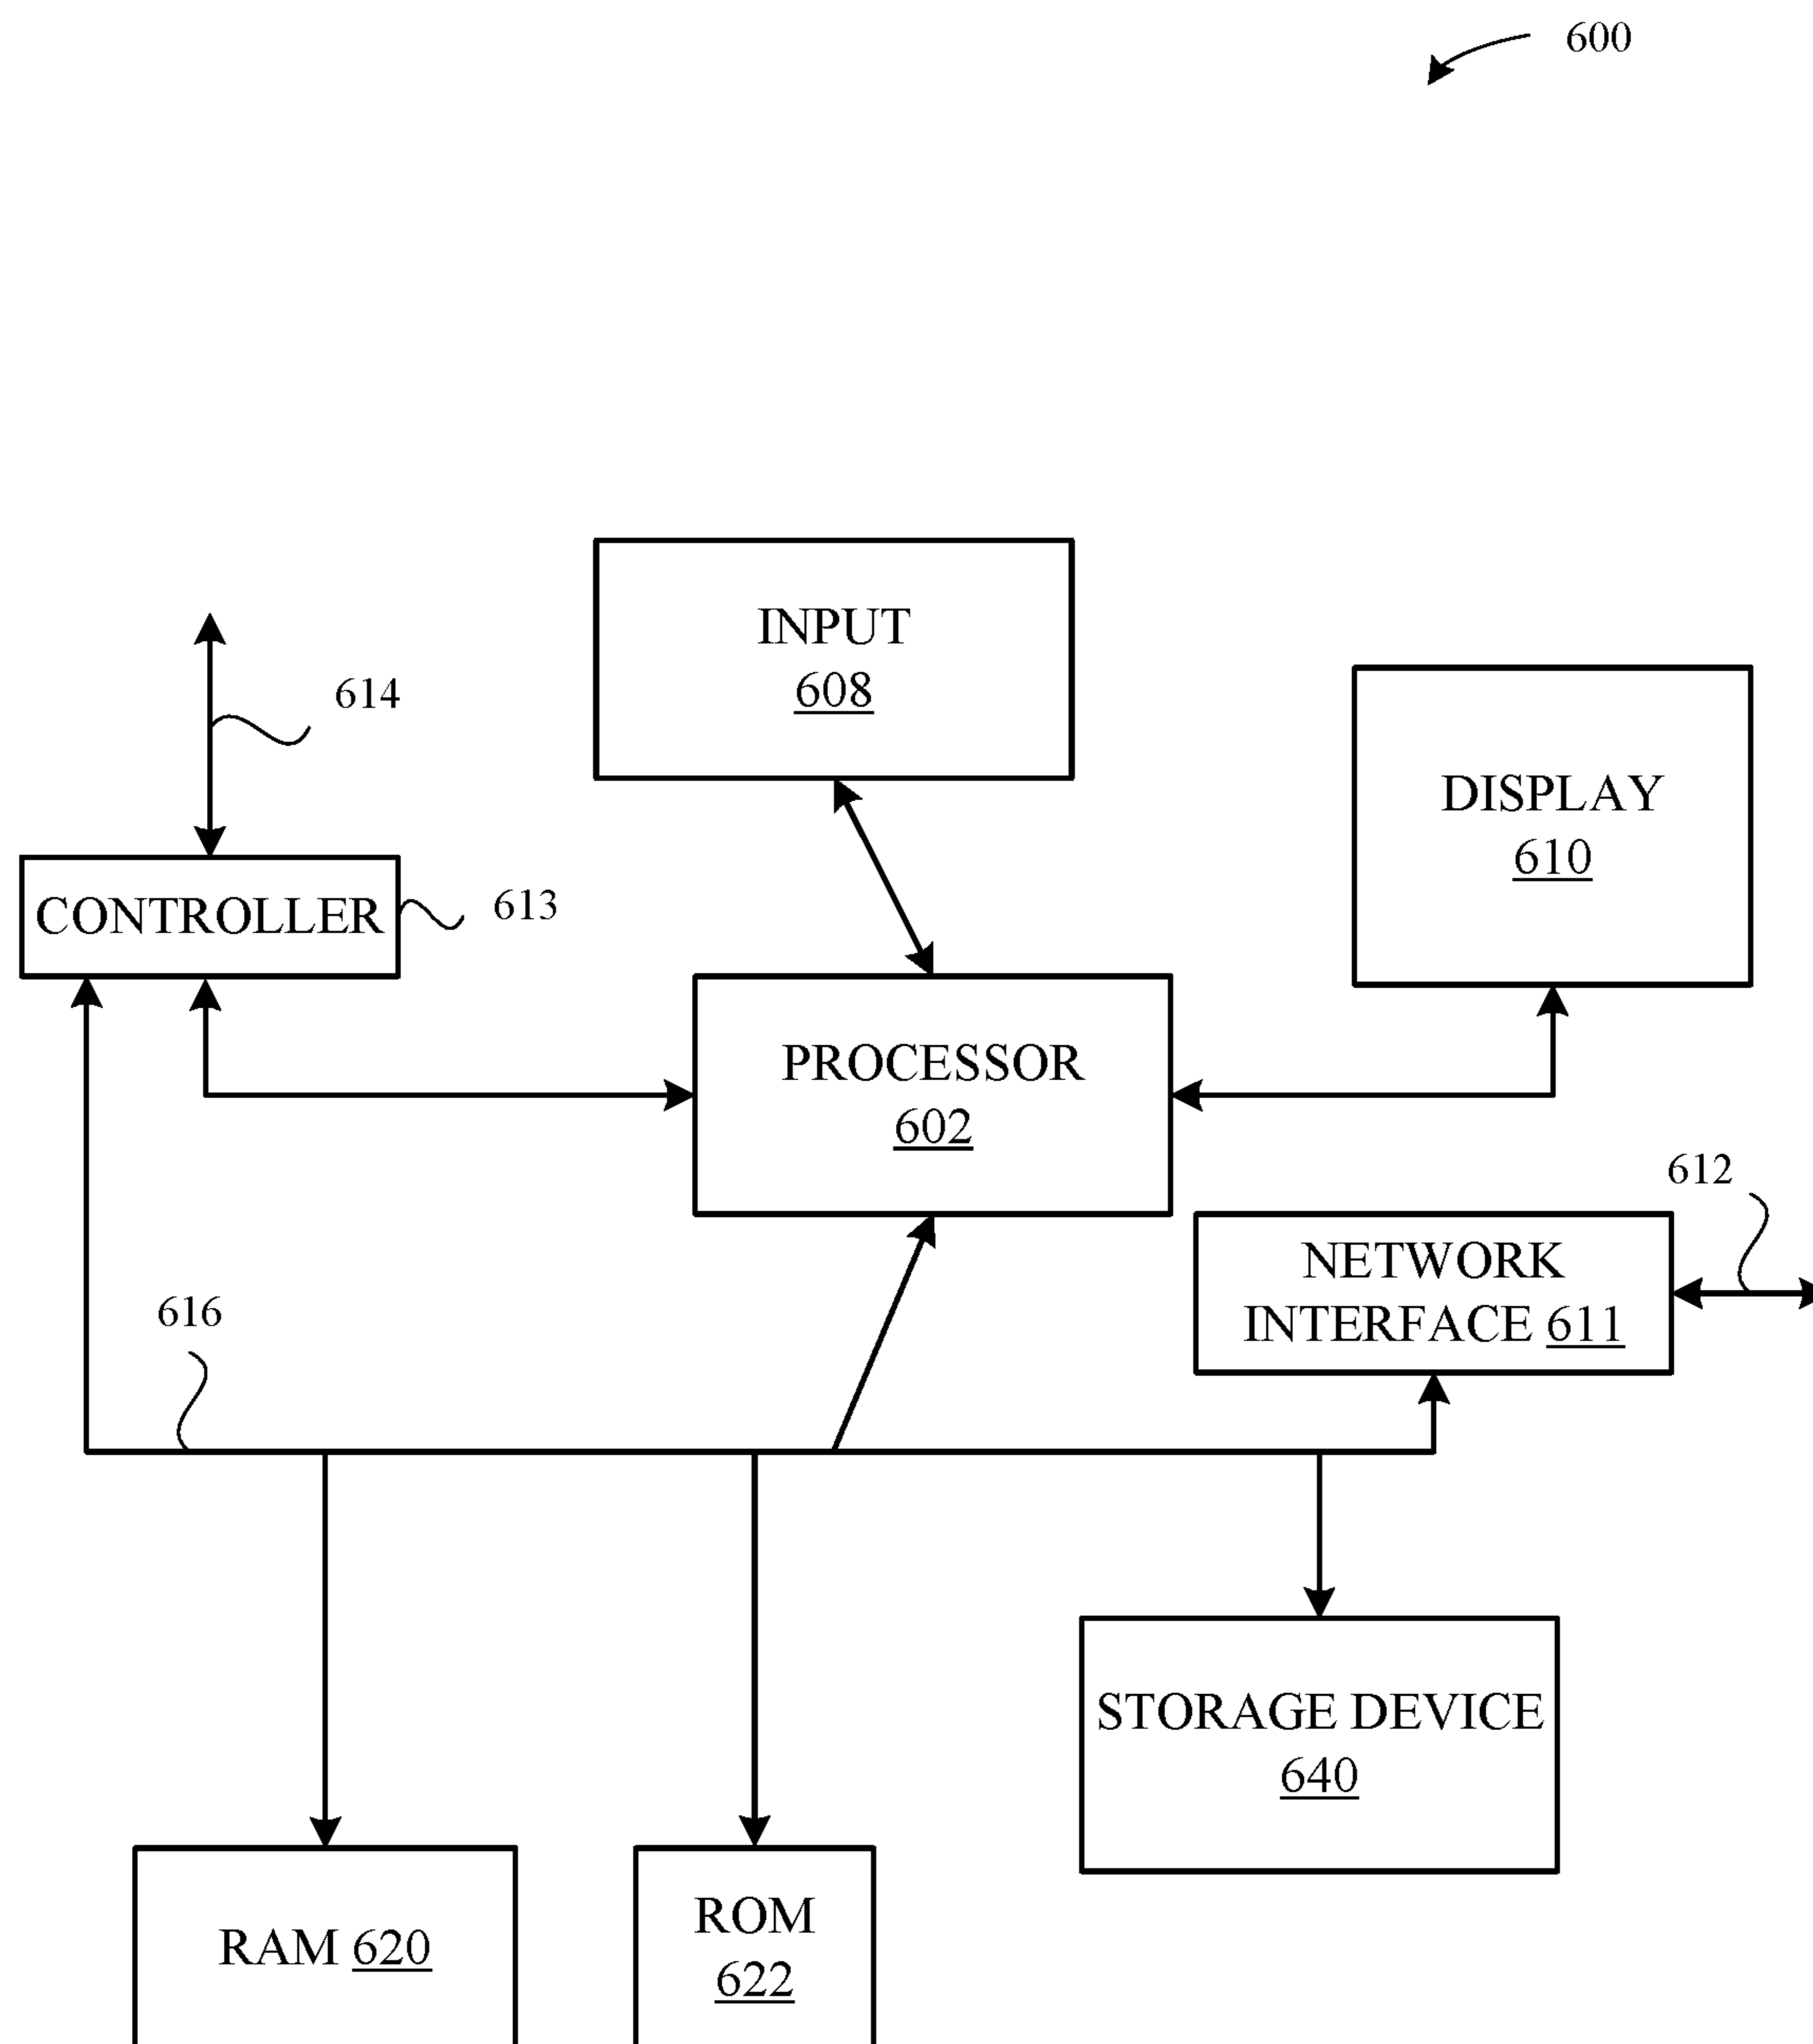 600
INPUT
608
614
DISPLAY
610
CONTROLLER
613
PROCESSOR
602
612
NETWORK
INTERFACE 611
616
STORAGE DEVICE
640
RAM 620
ROM
622